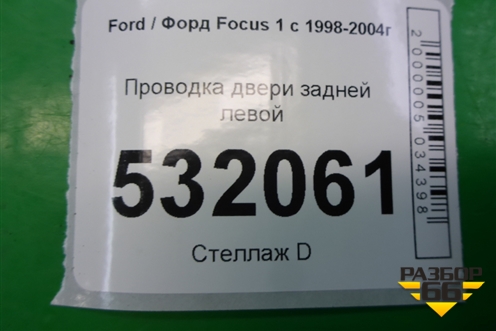 Ford / Форд Focus 1 с 1998-2004г
Проводка двери задней
левой
532061
Стеллаж D
2000005034398
РАЗБОР
66